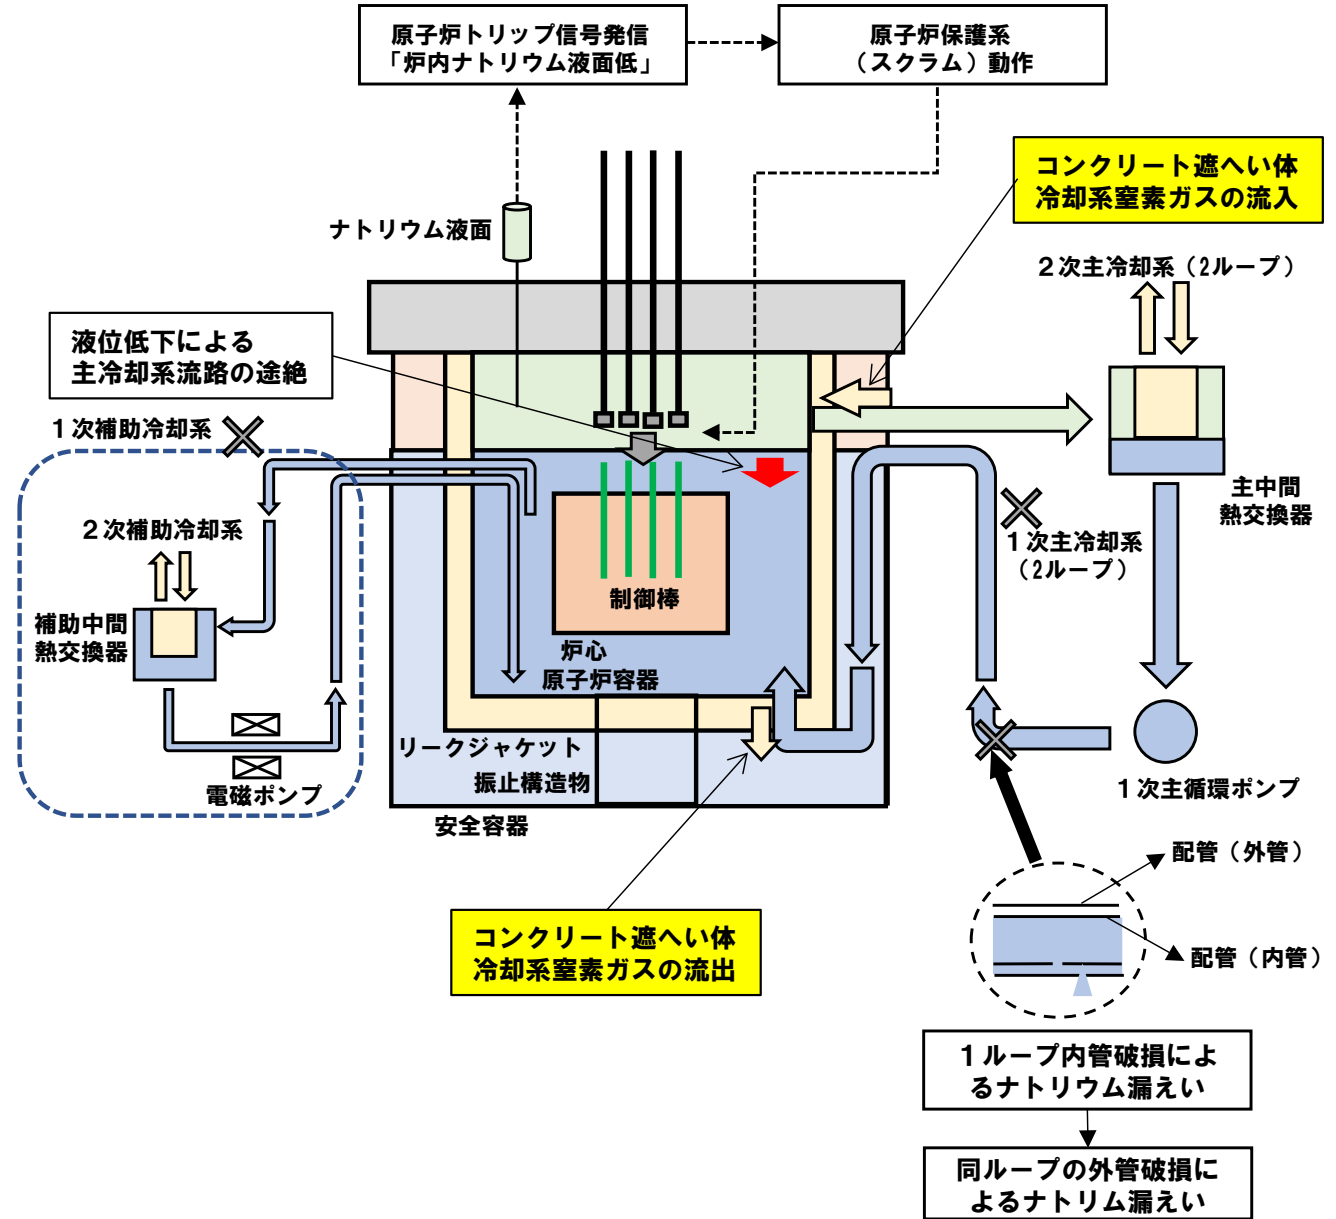 原子炉トリップ信号発信
「炉内ナトリウム液面低」
原子炉保護系
（スクラム）動作
コンクリート遮へい体
冷却系窒素ガスの流入
ナトリウム液面
２次主冷却系（2ループ）
液位低下による
主冷却系流路の途絶
１次補助冷却系
２次補助冷却系
主中間
熱交換器
１次主冷却系
（2ループ）
制御棒
補助中間
熱交換器
炉心
原子炉容器
リークジャケット
振止構造物
電磁ポンプ
１次主循環ポンプ
安全容器
配管（外管）
コンクリート遮へい体
冷却系窒素ガスの流出
配管（内管）
１ループ内管破損によ
るナトリウム漏えい
同ループの外管破損に
よるナトリム漏えい